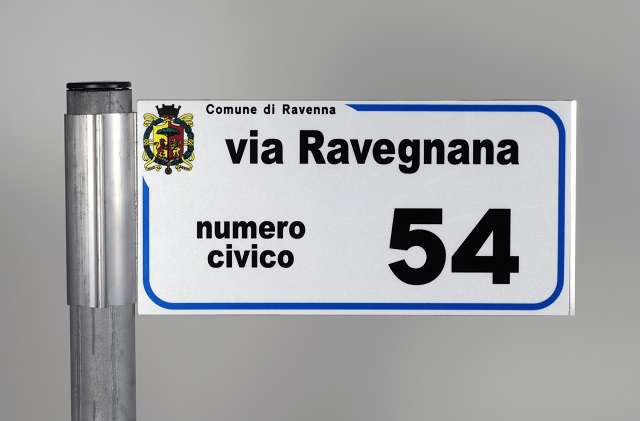 Comune di Ravenna
via Ravegnana
numero
civico
54